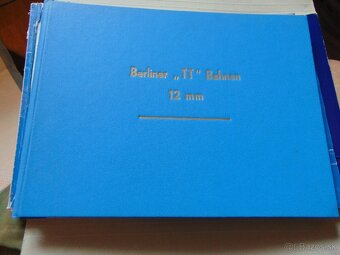 Berliner „TT" Bahnen
12 mm